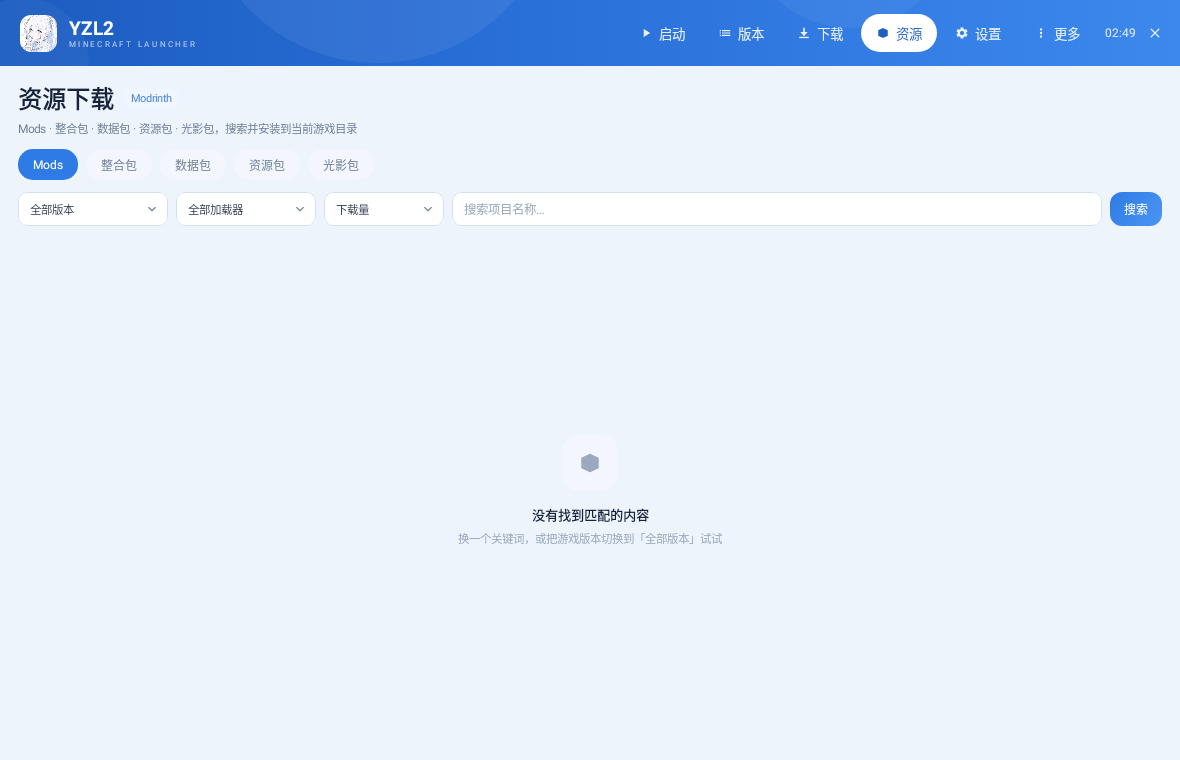 YZL2
MINECRAFT LAUNCHER
启动
版本
下载
资源
设置
更多
02:49
资源下载
Modrinth
Mods · 整合包 · 数据包 · 资源包 · 光影包，搜索并安装到当前游戏目录
Mods
整合包
数据包
资源包
光影包
全部版本
全部加载器
下载量
搜索项目名称...
搜索
没有找到匹配的内容
换一个关键词，或把游戏版本切换到「全部版本」试试